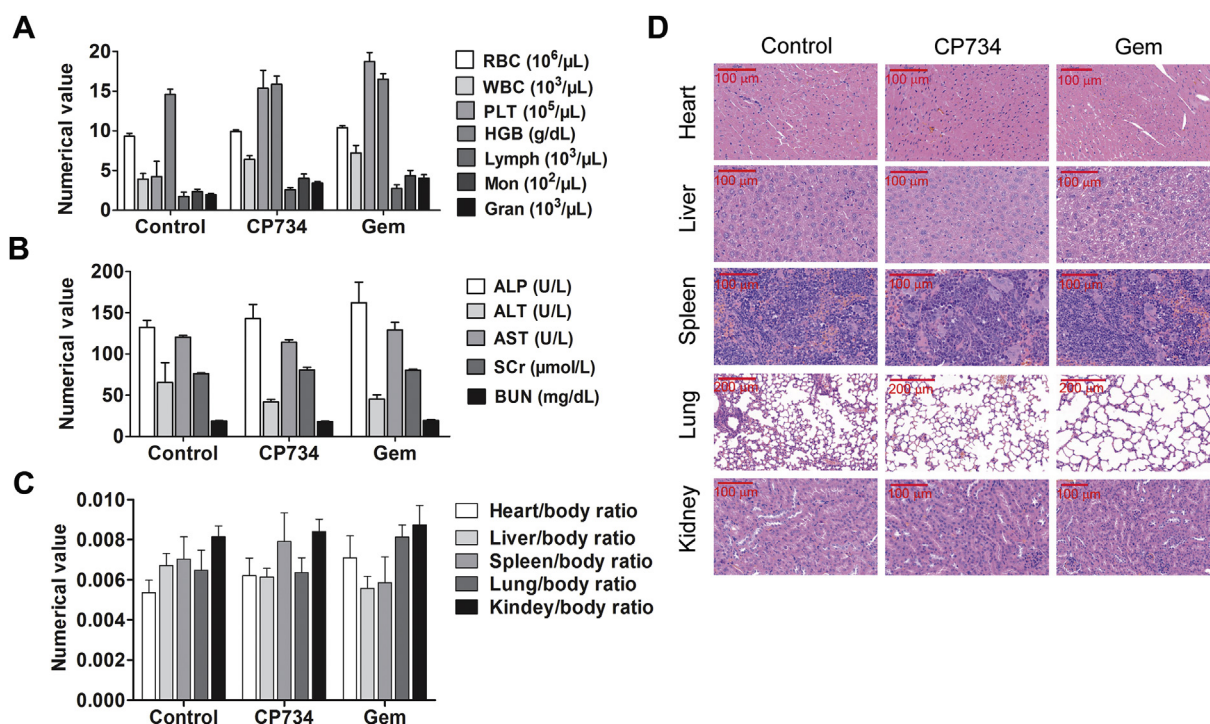 A
Numerical value
20
15
10
5
0
Control CP734 Gem
RBC (10⁶/µL)
WBC (10³/µL)
PLT (10⁵/µL)
HGB (g/dL)
Lymph (10³/µL)
Mon (10²/µL)
Gran (10³/µL)
B
Numerical value
200
150
100
50
0
Control CP734 Gem
ALP (U/L)
ALT (U/L)
AST (U/L)
SCr (µmol/L)
BUN (mg/dL)
C
Numerical value
0.010
0.008
0.006
0.004
0.002
0.000
Control CP734 Gem
Heart/body ratio
Liver/body ratio
Spleen/body ratio
Lung/body ratio
Kindey/body ratio
D
Control CP734 Gem
Heart
100 µm 100 µm 100 µm
Liver
100 µm 100 µm 100 µm
Spleen
100 µm 100 µm 100 µm
Lung
200 µm 200 µm 200 µm
Kidney
100 µm 100 µm 100 µm